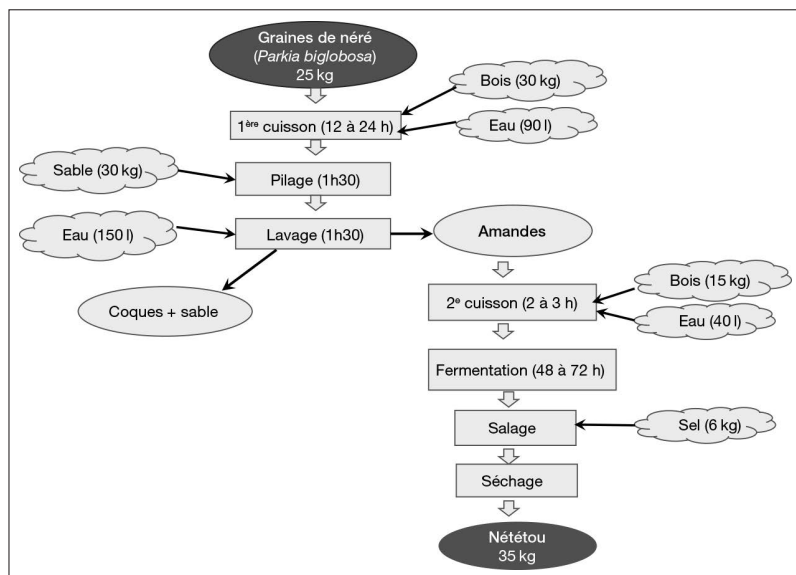 Graines de néré
(Parkia biglobosa)
25 kg
Bois (30 kg)
1ère cuisson (12 à 24 h)
Eau (90 l)
Sable (30 kg)
Pilage (1h30)
Eau (150 l)
Lavage (1h30)
Amandes
Coques + sable
2e cuisson (2 à 3 h)
Bois (15 kg)
Eau (40 l)
Fermentation (48 à 72 h)
Salage
Sel (6 kg)
Séchage
Nététou
35 kg